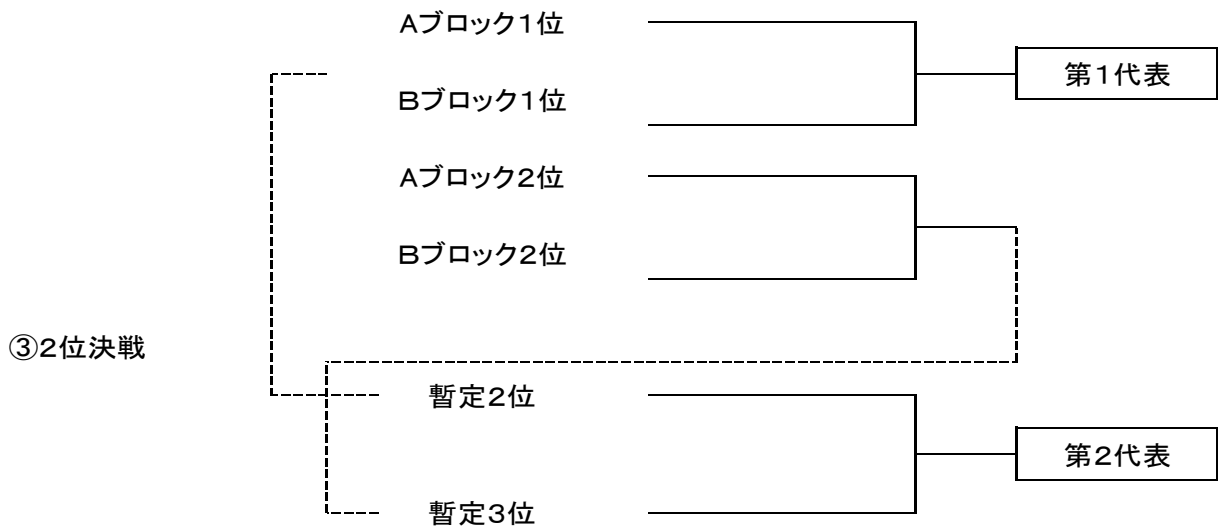 Aブロック1位
第1代表
Bブロック1位
Aブロック2位
Bブロック2位
③2位決戦
暫定2位
第2代表
暫定3位